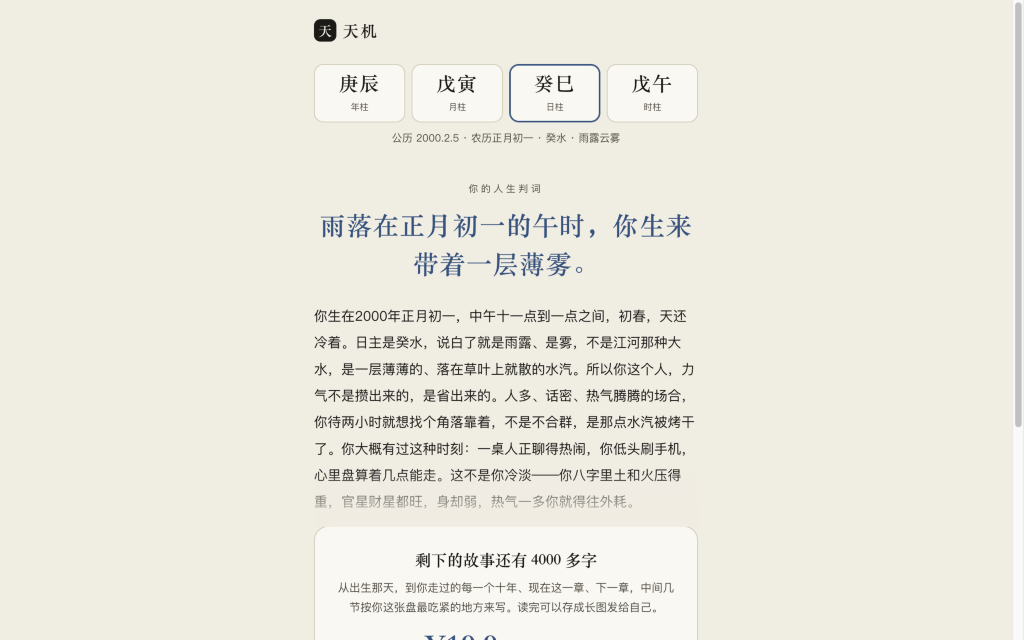 天 天机
庚辰 戊寅 癸巳 戊午
年柱 月柱 日柱 时柱
公历 2000.2.5 · 农历正月初一 · 癸水 · 雨露云雾
你的人生判词
雨落在正月初一的午时，你生来
带着一层薄雾。
你生在2000年正月初一，中午十一点到一点之间，初春，天还
冷着。日主是癸水，说白了就是雨露、是雾，不是江河那种大
水，是一层薄薄的、落在草叶上就散的水汽。所以你这个人，力
气不是攒出来的，是省出来的。人多、话密、热气腾腾的场合，
你待两小时就想找个角落靠着，不是不合群，是那点水汽被烤干
了。你大概有过这种时刻：一桌人正聊得热闹，你低头刷手机，
心里盘算着几点能走。这不是你冷淡——你八字里土和火压得
重，官星财星都旺，身却弱，热气一多你就得往外耗。
剩下的故事还有 4000 多字
从出生那天，到你走过的每一个十年、现在这一章、下一章，中间几
节按你这张盘最吃紧的地方来写。读完可以存成长图发给自己。